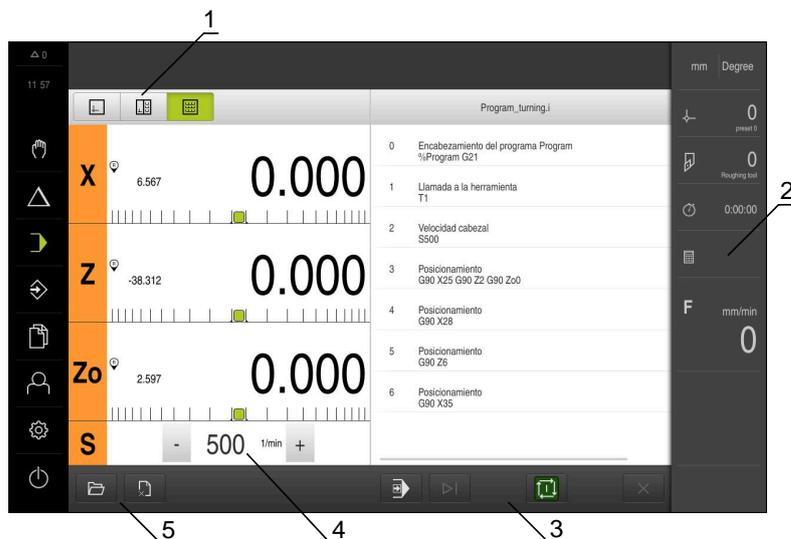 1
0
11 57
mm Degree
Program_turning.i
0
preset 0
X
R
6.567
0.000
0 Encabezamiento del programa Program
%Program G21
1 Llamada a la herramienta
T1
0
Roughing tool
2
0:00:00
2 Velocidad cabezal
S500
Z
R
-38.312
0.000
3 Posicionamiento
G90 X25 G90 Z2 G90 Zo0
4 Posicionamiento
G90 X28
F mm/min
0
Zo
R
2.597
0.000
5 Posicionamiento
G90 Z6
6 Posicionamiento
G90 X35
S - 500 1/min +
5
4
3